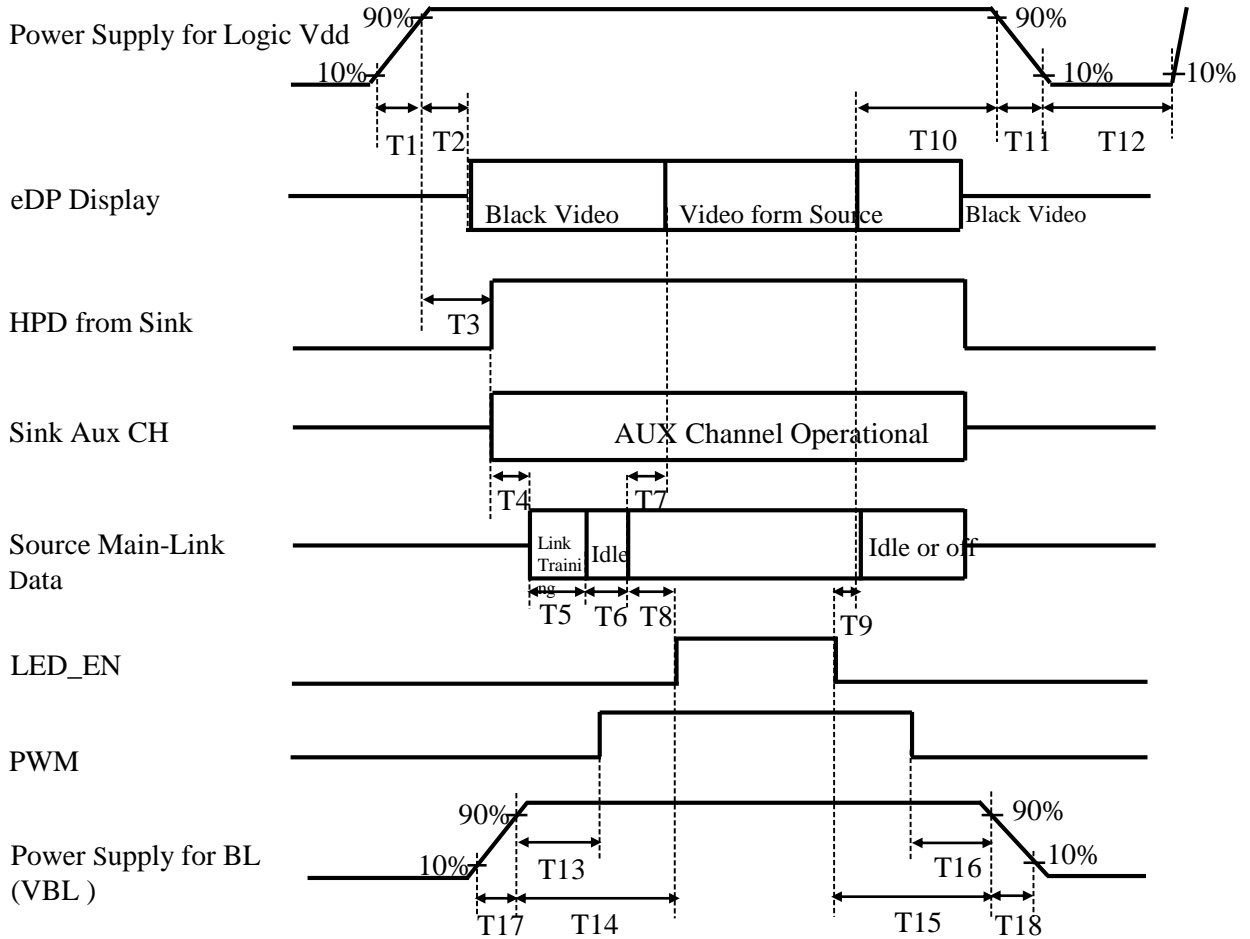 90%
90%
Power Supply for Logic Vdd
10%
10%
10%
T1
T2
T10
T11
T12
eDP Display
Black Video
Video form Source
Black Video
HPD from Sink
T3
Sink Aux CH
AUX Channel Operational
T4
T7
Source Main-Link
Data
Link
Traini
ng
Idle
Idle or off
T5
T6
T8
T9
LED_EN
PWM
90%
90%
Power Supply for BL
(VBL )
10%
10%
T13
T16
T17
T14
T15
T18